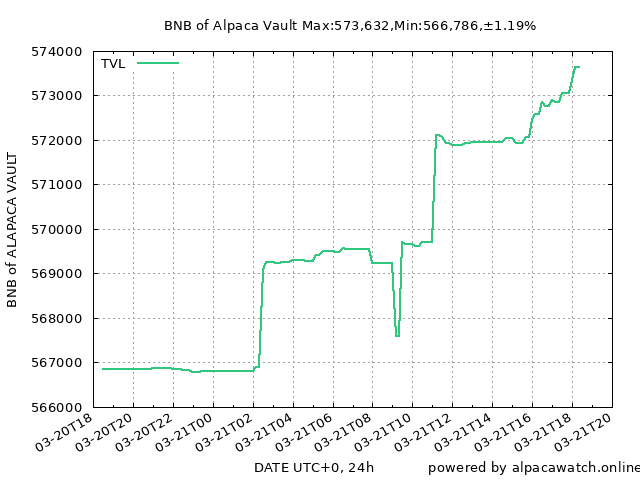 BNB of Alpaca Vault Max:573,632,Min:566,786,±1.19%
574000
573000
572000
571000
570000
569000
568000
567000
566000
TVL
BNB of ALAPACA VAULT
03-20T18
03-20T20
03-20T22
03-21T00
03-21T02
03-21T04
03-21T06
03-21T08
03-21T10
03-21T12
03-21T14
03-21T16
03-21T18
03-21T20
DATE UTC+0, 24h
powered by alpacawatch.online